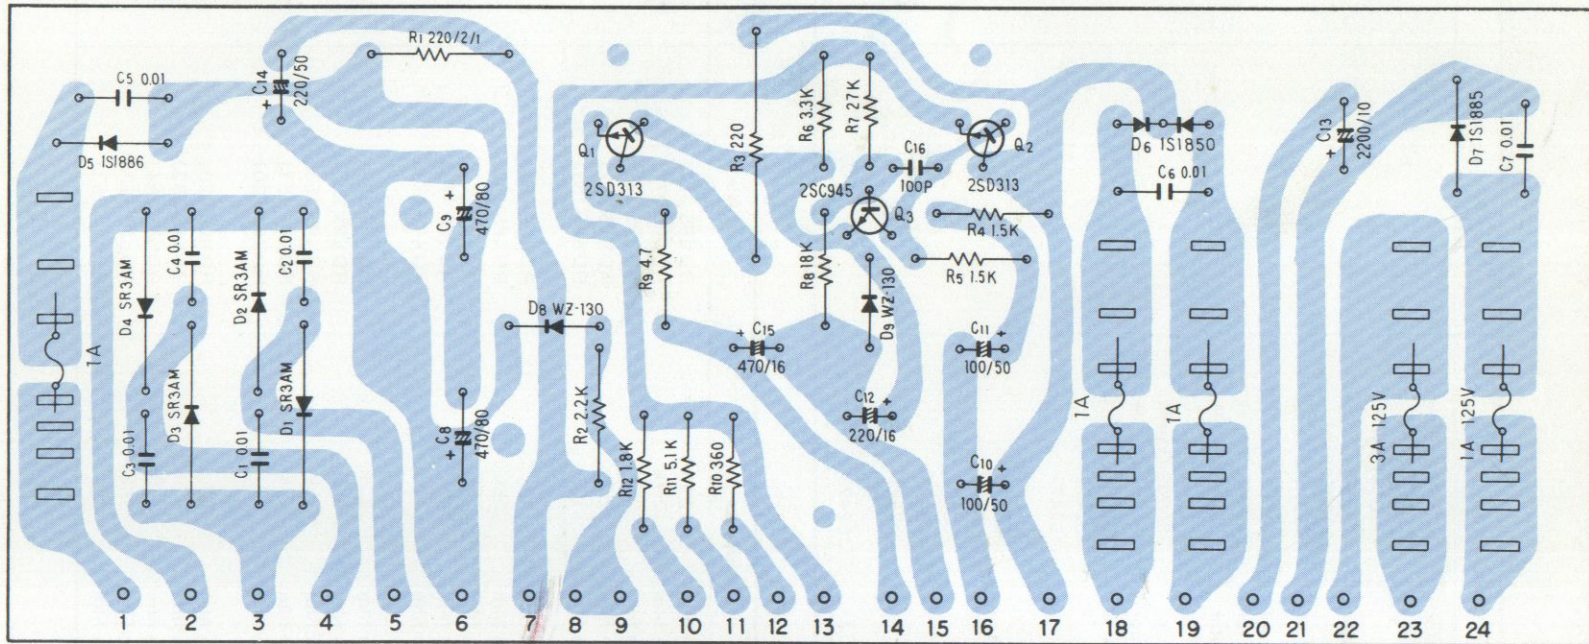 R1 220/2/1
C14 220/50 +
C5 0.01
D5 1S1886
Q1
2SD313
R3 220
R6 3.3K
R7 27K
C16
100P
Q2
2SD313
2SC945
Q3
D6 1S1850
C6 0.01
C13 2200/10 +
D7 1S1885
C7 0.01
C9 470/80 +
R9 4.7
R8 18K
R4 1.5K
R5 1.5K
D4 SR3AM
C4 0.01
D2 SR3AM
C2 0.01
D8 WZ-130
D9 WZ-130
+ C15
470/16
C11 +
100/50
1A
C3 0.01
D3 SR3AM
C1 0.01
D1 SR3AM
C8 470/80 +
R2 2.2K
R12 1.8K
R11 5.1K
R10 360
C12 +
220/16
C10 +
100/50
1A
1A
3A 125V
1A 125V
1 2 3 4 5 6 7 8 9 10 11 12 13 14 15 16 17 18 19 20 21 22 23 24